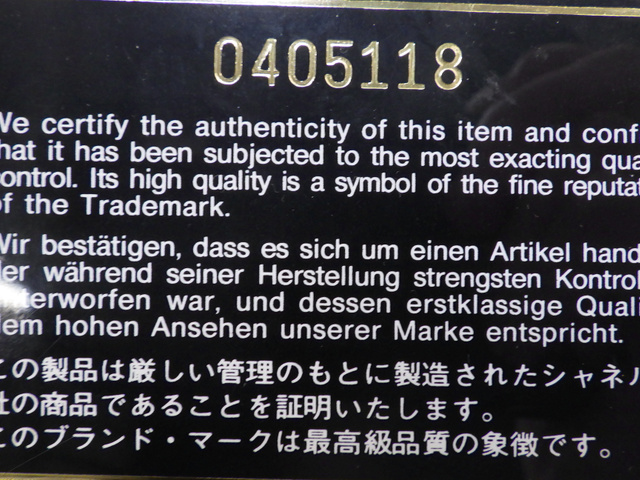 0405118
We certify the authenticity of this item and conf
that it has been subjected to the most exacting qua
control. Its high quality is a symbol of the fine reputat
of the Trademark.
Wir bestätigen, dass es sich um einen Artikel hand
der während seiner Herstellung strengsten Kontrol
unterworfen war, und dessen erstklassige Quali
dem hohen Ansehen unserer Marke entspricht.
この製品は厳しい管理のもとに製造されたシャネル
社の商品であることを証明いたします。
このブランド・マークは最高級品質の象徴です。